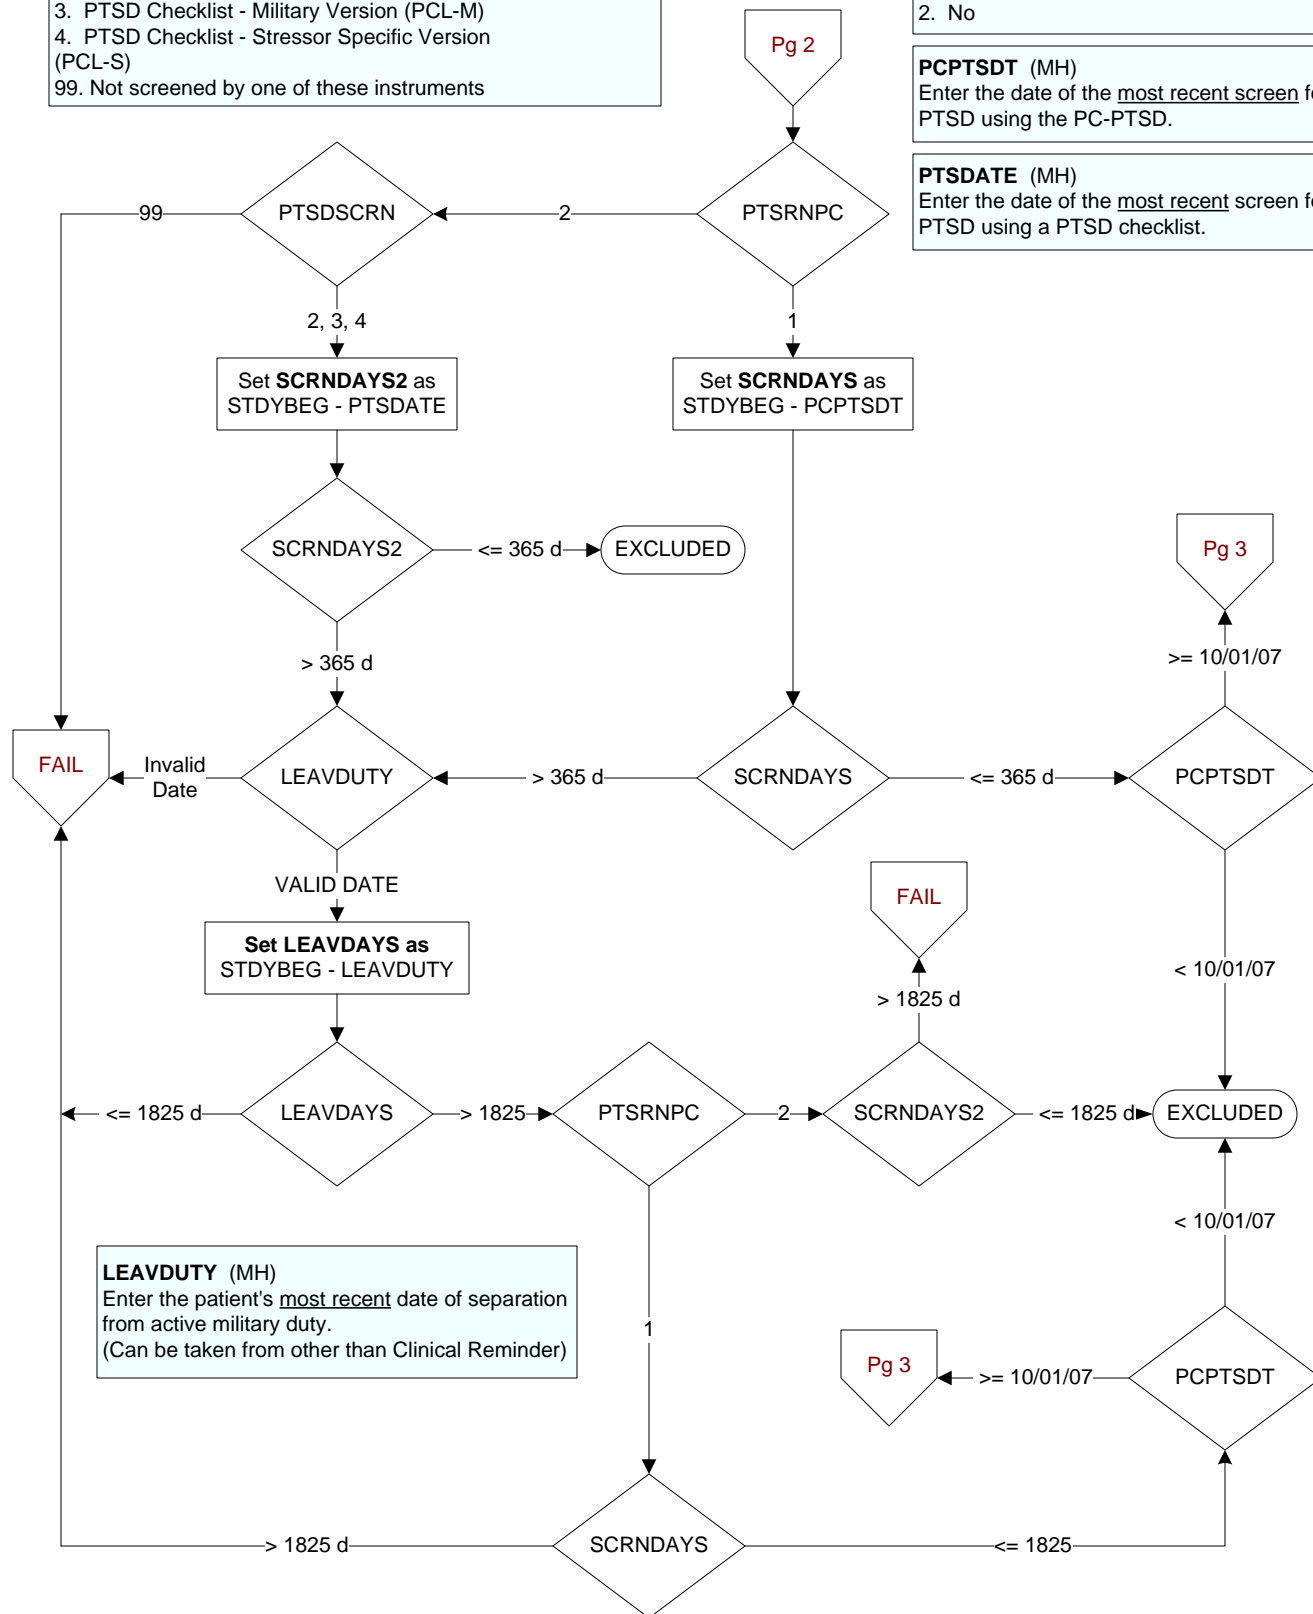 3. PTSD Checklist - Military Version (PCL-M)
4. PTSD Checklist - Stressor Specific Version
(PCL-S)
99. Not screened by one of these instruments
2. No
Pg 2
PCPTSDT (MH)
Enter the date of the most recent screen
PTSD using the PC-PTSD.
PTSDATE (MH)
Enter the date of the most recent screen
PTSD using a PTSD checklist.
99
PTSDSCRN
2
PTSRNPC
2, 3, 4
1
Set SCRNDAYS2 as
STDYBEG - PTSDATE
Set SCRNDAYS as
STDYBEG - PCPTSDT
SCRNDAYS2
<= 365 d
EXCLUDED
Pg 3
> 365 d
>= 10/01/07
FAIL
Invalid
Date
LEAVDUTY
> 365 d
SCRNDAYS
<= 365 d
PCPTSDT
VALID DATE
FAIL
Set LEAVDAYS as
STDYBEG - LEAVDUTY
< 10/01/07
> 1825 d
<= 1825 d
LEAVDAYS
> 1825
PTSRNPC
2
SCRNDAYS2
<= 1825 d
EXCLUDED
< 10/01/07
LEAVDUTY (MH)
Enter the patient's most recent date of separation
from active military duty.
(Can be taken from other than Clinical Reminder)
1
Pg 3
>= 10/01/07
PCPTSDT
> 1825 d
SCRNDAYS
<= 1825